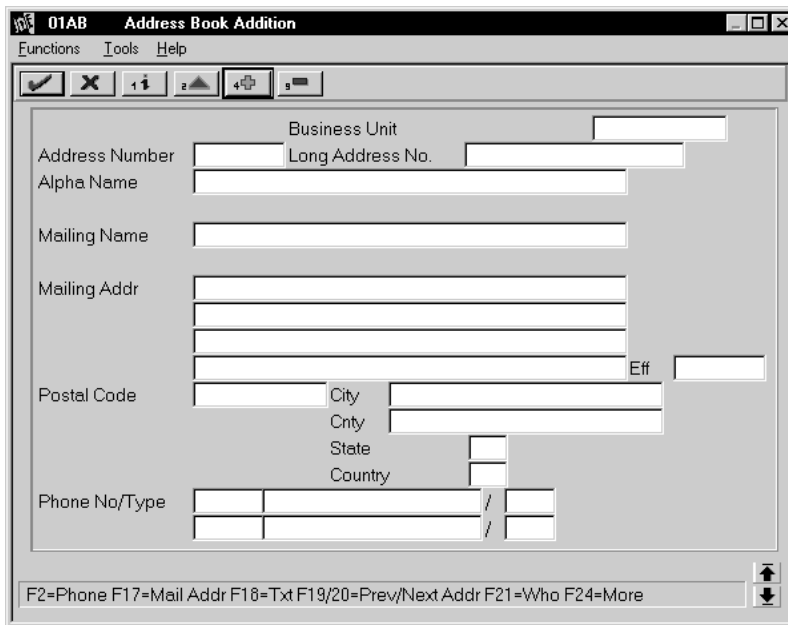 JDE 01AB Address Book Addition
Functions Tools Help
1 i 2 4 9
Business Unit
Address Number Long Address No.
Alpha Name
Mailing Name
Mailing Addr
Eff
Postal Code City
Cnty
State
Country
Phone No/Type /
/
F2=Phone F17=Mail Addr F18=Txt F19/20=Prev/Next Addr F21=Who F24=More